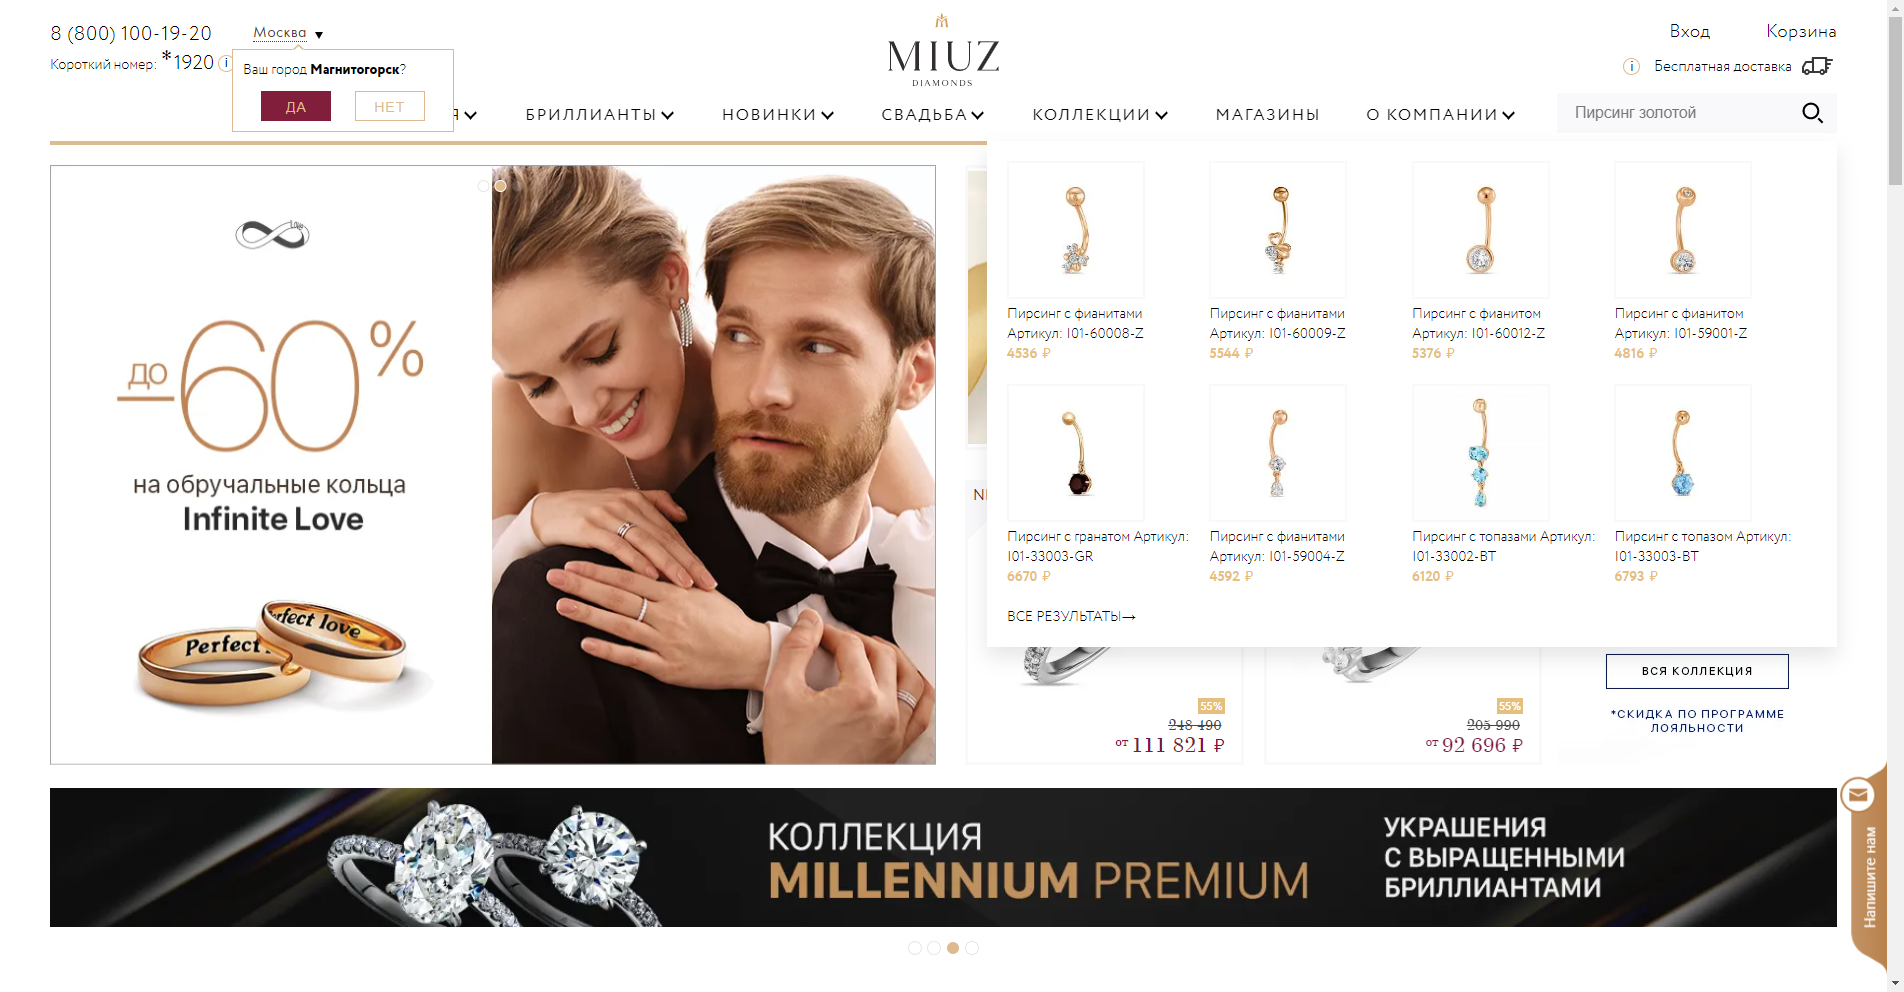 8 (800) 100-19-20
Москва ▼
Короткий номер: *1920
Ваш город Магнитогорск?
ДА
НЕТ
MIUZ
DIAMONDS
Вход
Корзина
Бесплатная доставка
Я
БРИЛЛИАНТЫ
НОВИНКИ
СВАДЬБА
КОЛЛЕКЦИИ
МАГАЗИНЫ
О КОМПАНИИ
Пирсинг золотой
Love
до
60%
на обручальные кольца
Infinite Love
Perfect
rfect love
Пирсинг с фианитами
Артикул: I01-60008-Z
4536 ₽
Пирсинг с фианитами
Артикул: I01-60009-Z
5544 ₽
Пирсинг с фианитом
Артикул: I01-60012-Z
5376 ₽
Пирсинг с фианитом
Артикул: I01-59001-Z
4816 ₽
Пирсинг с гранатом Артикул:
I01-33003-GR
6670 ₽
Пирсинг с фианитами
Артикул: I01-59004-Z
4592 ₽
Пирсинг с топазами Артикул:
I01-33002-BT
6120 ₽
Пирсинг с топазом Артикул:
I01-33003-BT
6793 ₽
ВСЕ РЕЗУЛЬТАТЫ→
55%
248 490
от 111 821 ₽
55%
205 990
от 92 696 ₽
ВСЯ КОЛЛЕКЦИЯ
*СКИДКА ПО ПРОГРАММЕ
ЛОЯЛЬНОСТИ
КОЛЛЕКЦИЯ
MILLENNIUM PREMIUM
УКРАШЕНИЯ
С ВЫРАЩЕННЫМИ
БРИЛЛИАНТАМИ
Напишите нам